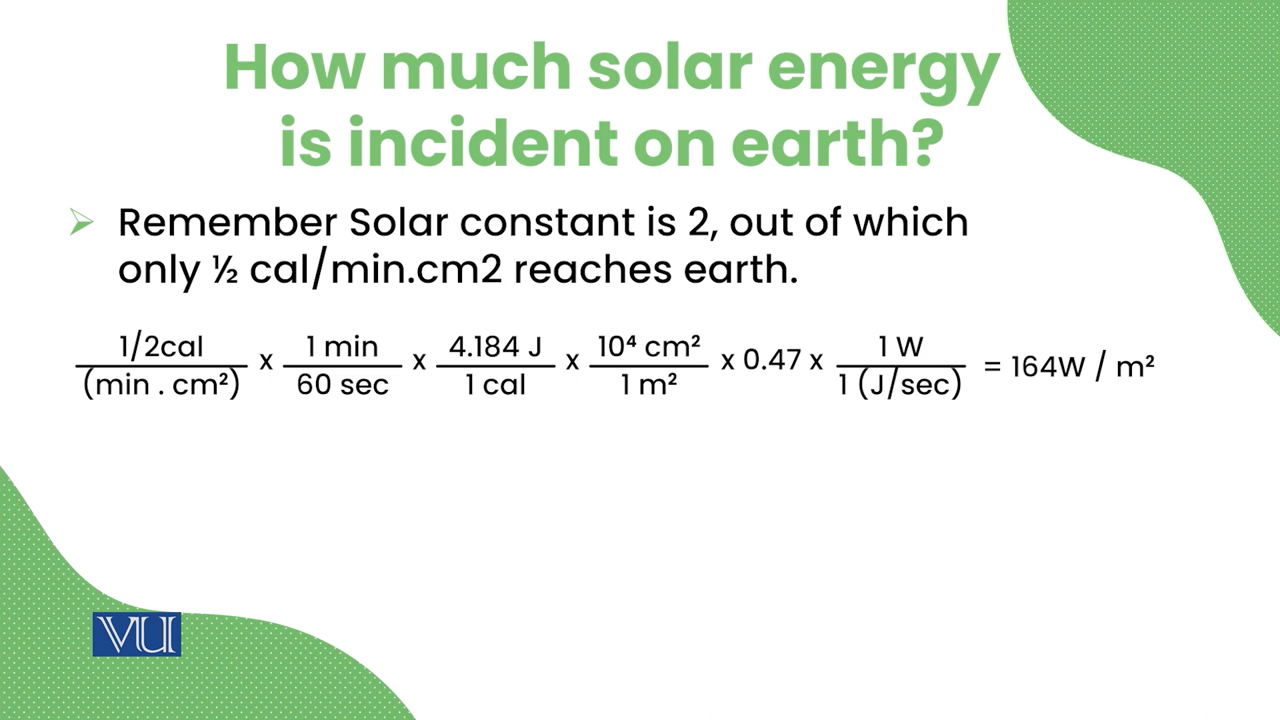 How much solar energy
is incident on earth?
➢ Remember Solar constant is 2, out of which
only ½ cal/min.cm2 reaches earth.
1/2cal / (min . cm²) x 1 min / 60 sec x 4.184 J / 1 cal x 10⁴ cm² / 1 m² x 0.47 x 1 W / 1 (J/sec) = 164W / m²
VU